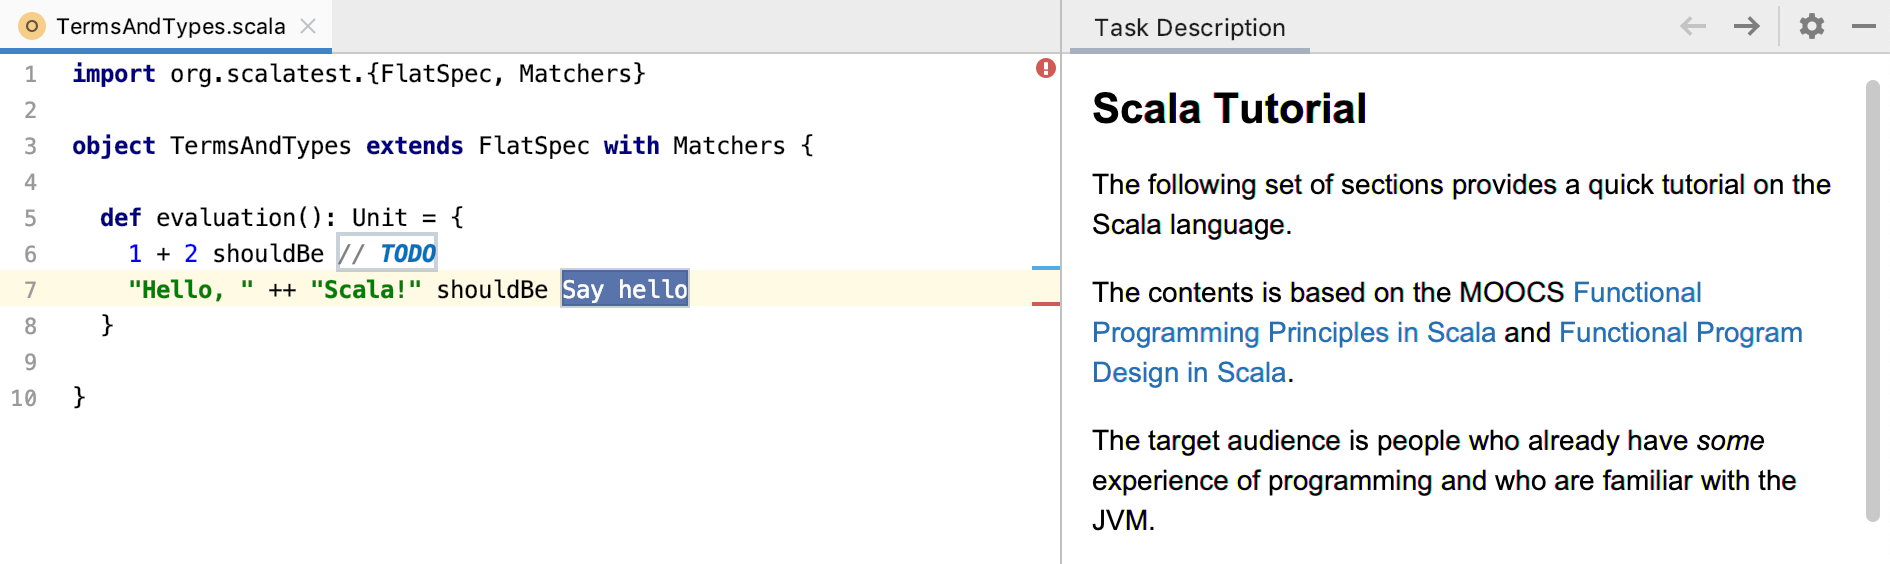 TermsAndTypes.scala
1 import org.scalatest.{FlatSpec, Matchers}
2
3 object TermsAndTypes extends FlatSpec with Matchers {
4
5 def evaluation(): Unit = {
6 1 + 2 shouldBe // TODO
7 "Hello, " ++ "Scala!" shouldBe Say hello
8 }
9
10 }
Task Description
Scala Tutorial
The following set of sections provides a quick tutorial on the
Scala language.
The contents is based on the MOOCS Functional
Programming Principles in Scala and Functional Program
Design in Scala.
The target audience is people who already have some
experience of programming and who are familiar with the
JVM.